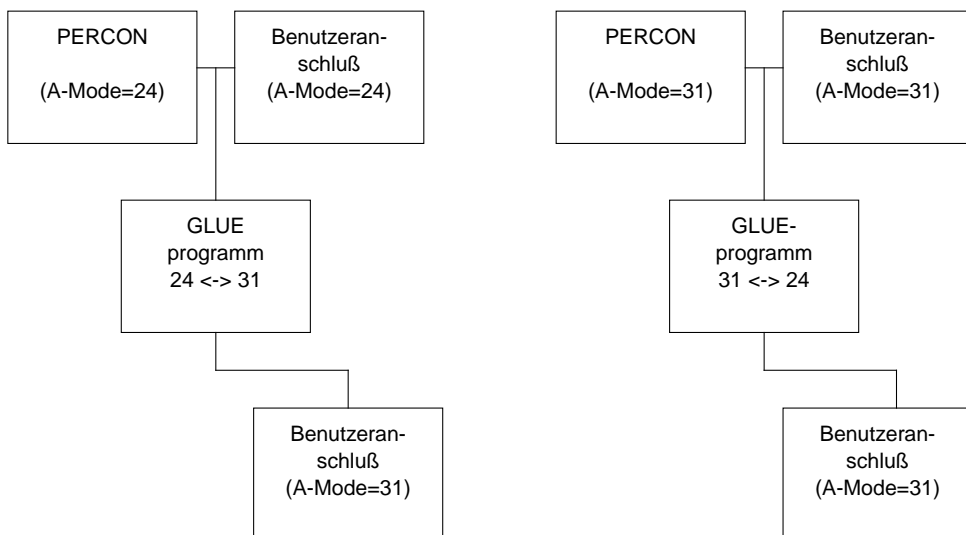 PERCON
(A-Mode=24)
Benutzeran-
schluß
(A-Mode=24)
GLUE
programm
24 <-> 31
Benutzeran-
schluß
(A-Mode=31)
PERCON
(A-Mode=31)
Benutzeran-
schluß
(A-Mode=31)
GLUE-
programm
31 <-> 24
Benutzeran-
schluß
(A-Mode=31)